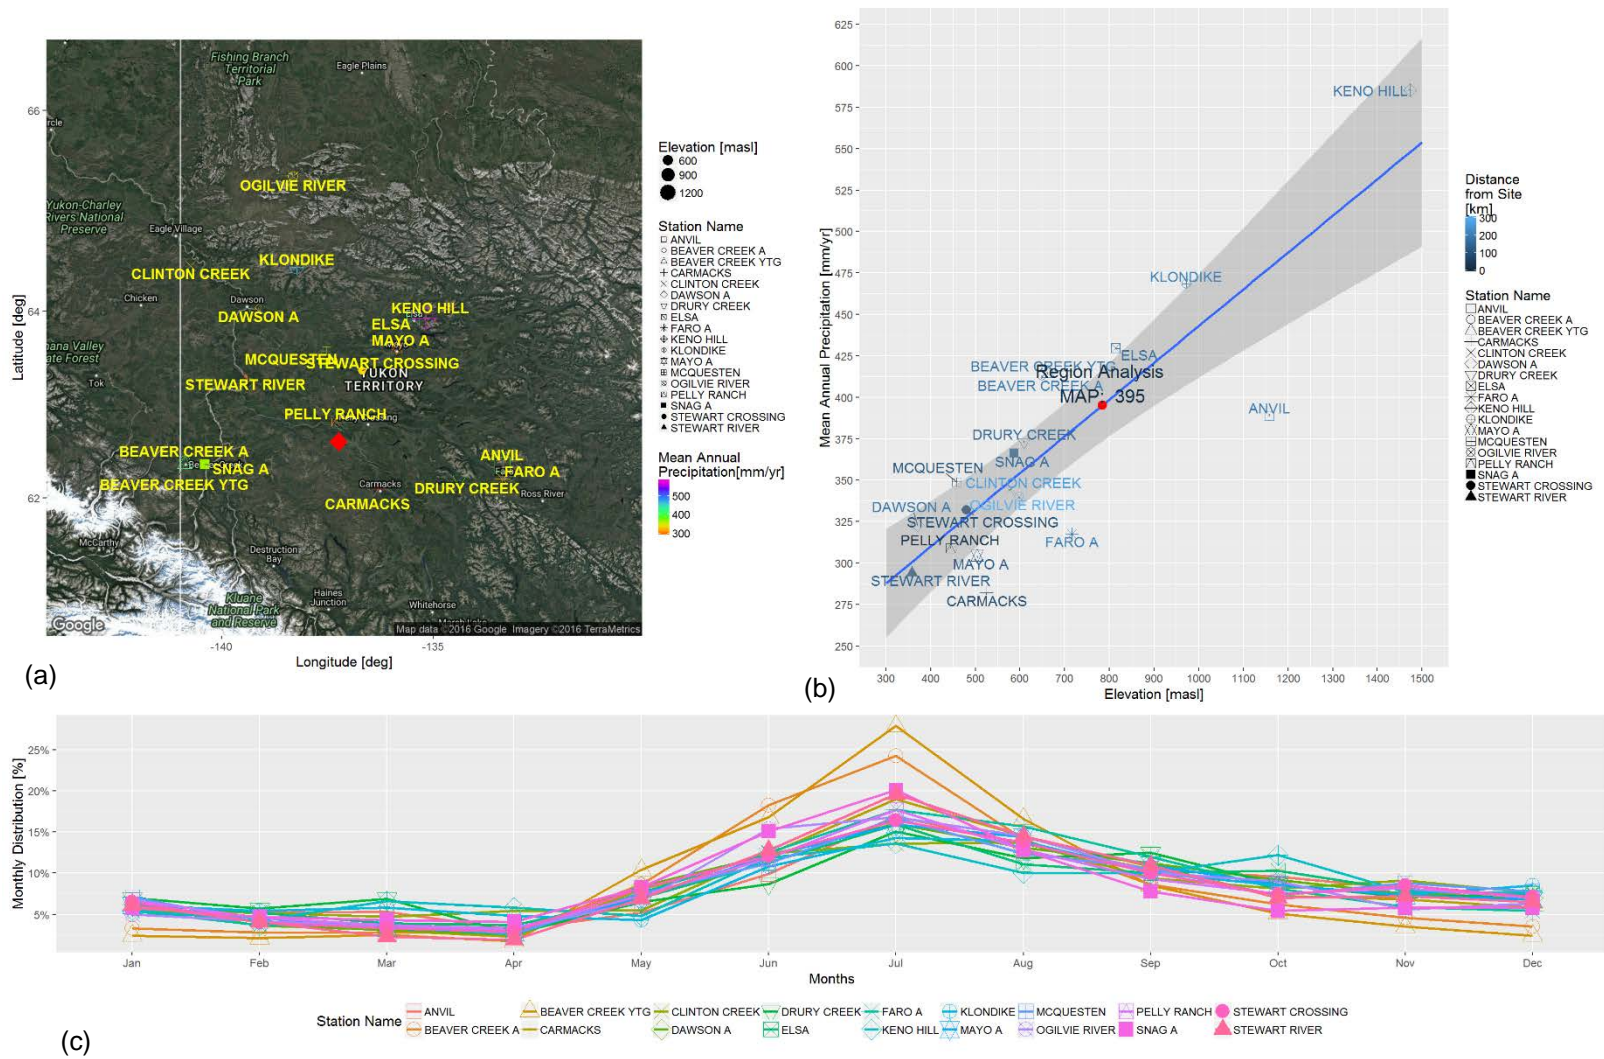 Fishing Branch
Territorial
Park
Eagle Plains
66
OGILVIE RIVER
Yukon-Charley
Rivers National
Preserve
Eagle Village
KLONDIKE
CLINTON CREEK
Chicken
Dawson
DAWSON A
64
KENO HILL
ELSA
MAYO A
MCQUESTEN
STEWART CROSSING
YUKON
TERRITORY
Tok
STEWART RIVER
PELLY RANCH
BEAVER CREEK A
SNAG A
BEAVER CREEK YTG
ANVIL
FARO A
DRURY CREEK
Ross River
62
Carmacks
CARMACKS
McCarthy
Destruction
Bay
Kluane
National Park
and Reserve
Haines
Junction
Whitehorse
Google
Map data ©2016 Google Imagery ©2016 TerraMetrics
-140
-135
Longitude [deg]
Latitude [deg]
(a)
Elevation [masl]
600
900
1200
Station Name
ANVIL
BEAVER CREEK A
BEAVER CREEK YTG
CARMACKS
CLINTON CREEK
DAWSON A
DRURY CREEK
ELSA
FARO A
KENO HILL
KLONDIKE
MAYO A
MCQUESTEN
OGILVIE RIVER
PELLY RANCH
SNAG A
STEWART CROSSING
STEWART RIVER
Mean Annual
Precipitation[mm/yr]
500
400
300
Mean Annual Precipitation [mm/yr]
625
600
575
550
525
500
475
450
425
400
375
350
325
300
275
250
KENO HILL
KLONDIKE
ELSA
BEAVER CREEK YTG
Region Analysis
BEAVER CREEK A
MAP: 395
ANVIL
DRURY CREEK
SNAG A
MCQUESTEN
CLINTON CREEK
DAWSON A
OGILVIE RIVER
STEWART CROSSING
PELLY RANCH
FARO A
MAYO A
STEWART RIVER
CARMACKS
300 400 500 600 700 800 900 1000 1100 1200 1300 1400 1500
Elevation [masl]
(b)
Distance
from Site
[km]
300
200
100
0
Station Name
ANVIL
BEAVER CREEK A
BEAVER CREEK YTG
CARMACKS
CLINTON CREEK
DAWSON A
DRURY CREEK
ELSA
FARO A
KENO HILL
KLONDIKE
MAYO A
MCQUESTEN
OGILVIE RIVER
PELLY RANCH
SNAG A
STEWART CROSSING
STEWART RIVER
Monthly Distribution [%]
25%
20%
15%
10%
5%
Jan Feb Mar Apr May Jun Jul Aug Sep Oct Nov Dec
Months
Station Name
ANVIL BEAVER CREEK YTG CLINTON CREEK DRURY CREEK FARO A KLONDIKE MCQUESTEN PELLY RANCH STEWART CROSSING
BEAVER CREEK A CARMACKS DAWSON A ELSA KENO HILL MAYO A OGILVIE RIVER SNAG A STEWART RIVER
(c)